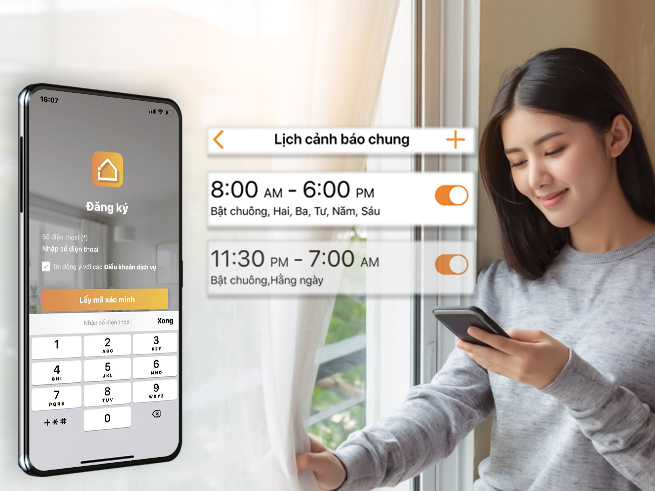 16:07
Đăng ký
Số điện thoại (*)
Nhập số điện thoại
Tôi đồng ý với các Điều khoản dịch vụ
Lấy mã xác minh
Nhập số điện thoại
Xong
1
2
ABC
3
DEF
4
GHI
5
JKL
6
MNO
7
PQRS
8
TUV
9
WXYZ
+*#
0
Lịch cảnh báo chung
8:00 AM - 6:00 PM
Bật chuông, Hai, Ba, Tư, Năm, Sáu
11:30 PM - 7:00 AM
Bật chuông,Hằng ngày